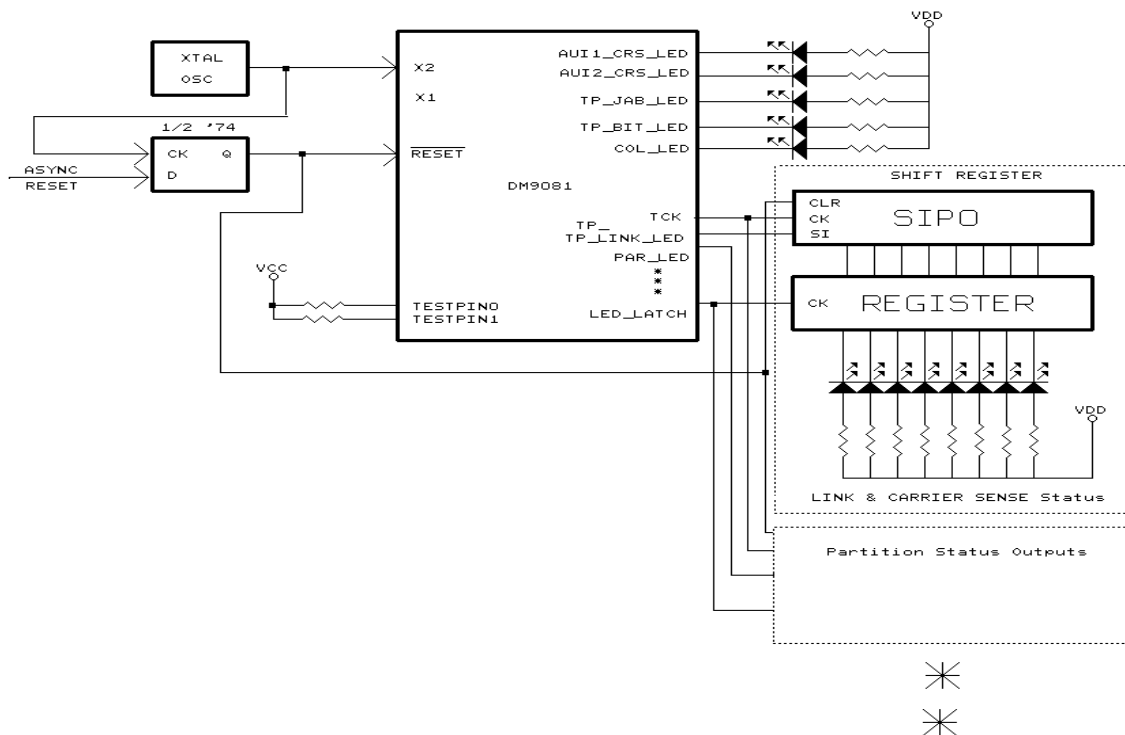 VDD
XTAL
OSC
X2
X1
AUI1_CRS_LED
AUI2_CRS_LED
TP_JAB_LED
TP_BIT_LED
COL_LED
1/2 '74
CK Q
D
ASYNC
RESET
RESET
DM9081
SHIFT REGISTER
CLR
CK
SI
SIPO
TCK
TP_
TP_LINK_LED
PAR_LED
***
LED_LATCH
VCC
TESTPIN0
TESTPIN1
CK
REGISTER
VDD
LINK & CARRIER SENSE Status
Partition Status Outputs
*
*